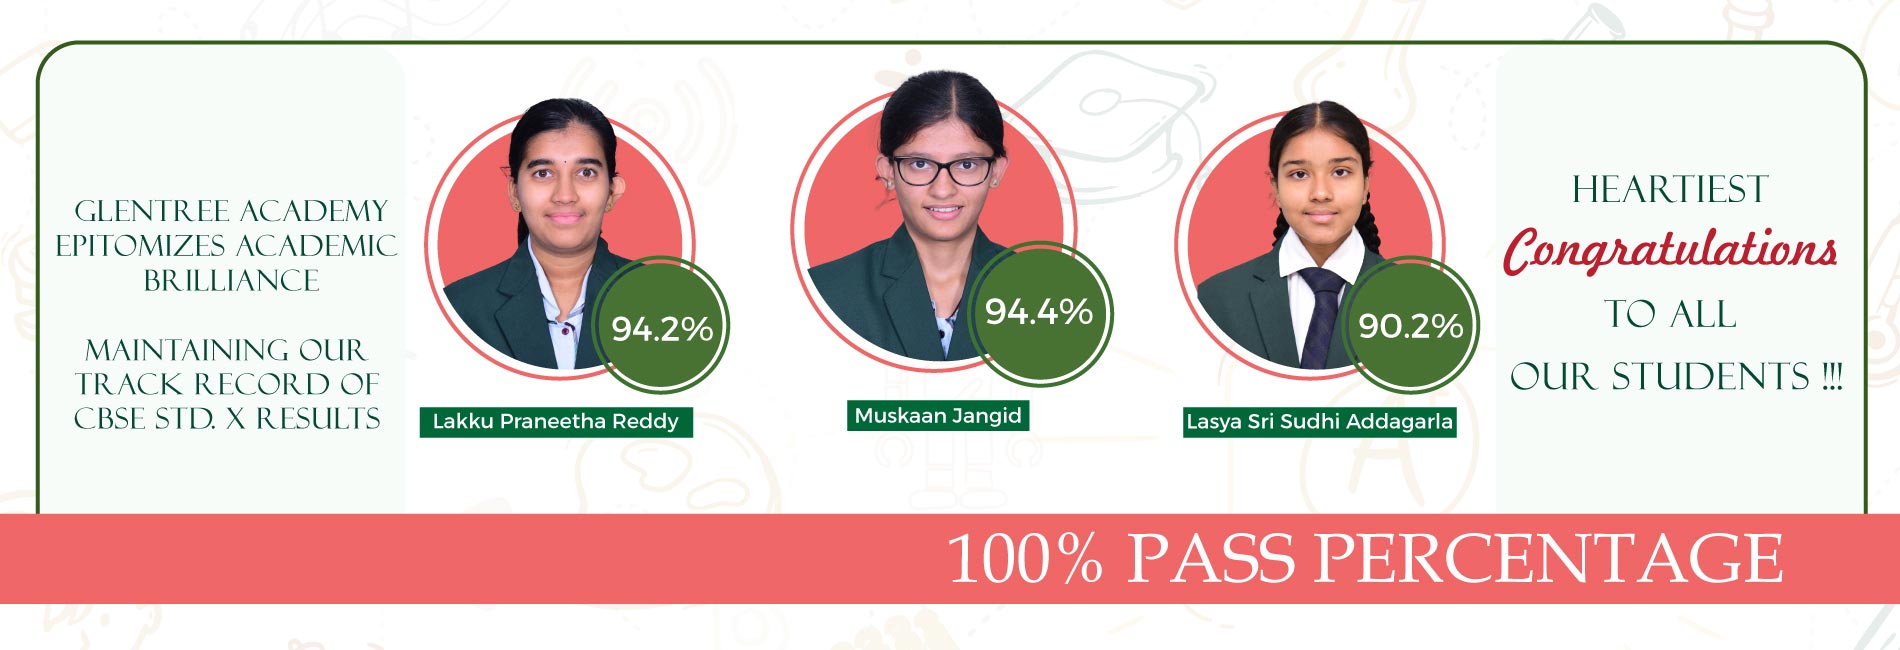 GLENTREE ACADEMY
EPITOMIZES ACADEMIC
BRILLIANCE
MAINTAINING OUR
TRACK RECORD OF
CBSE STD. X RESULTS
94.2%
Lakku Praneetha Reddy
94.4%
Muskaan Jangid
90.2%
Lasya Sri Sudhi Addagarla
HEARTIEST
Congratulations
TO ALL
OUR STUDENTS !!!
100% PASS PERCENTAGE